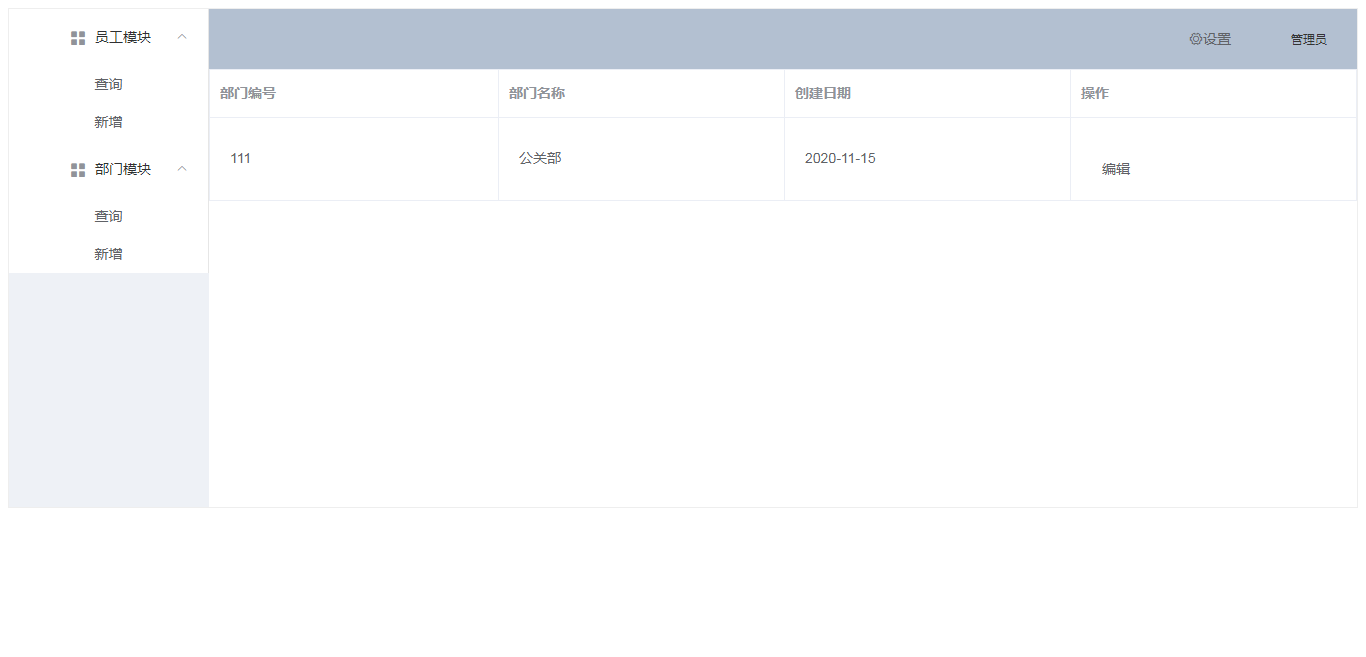 员工模块
查询
新增
部门模块
查询
新增
设置 管理员
部门编号 部门名称 创建日期 操作
111 公关部 2020-11-15 编辑